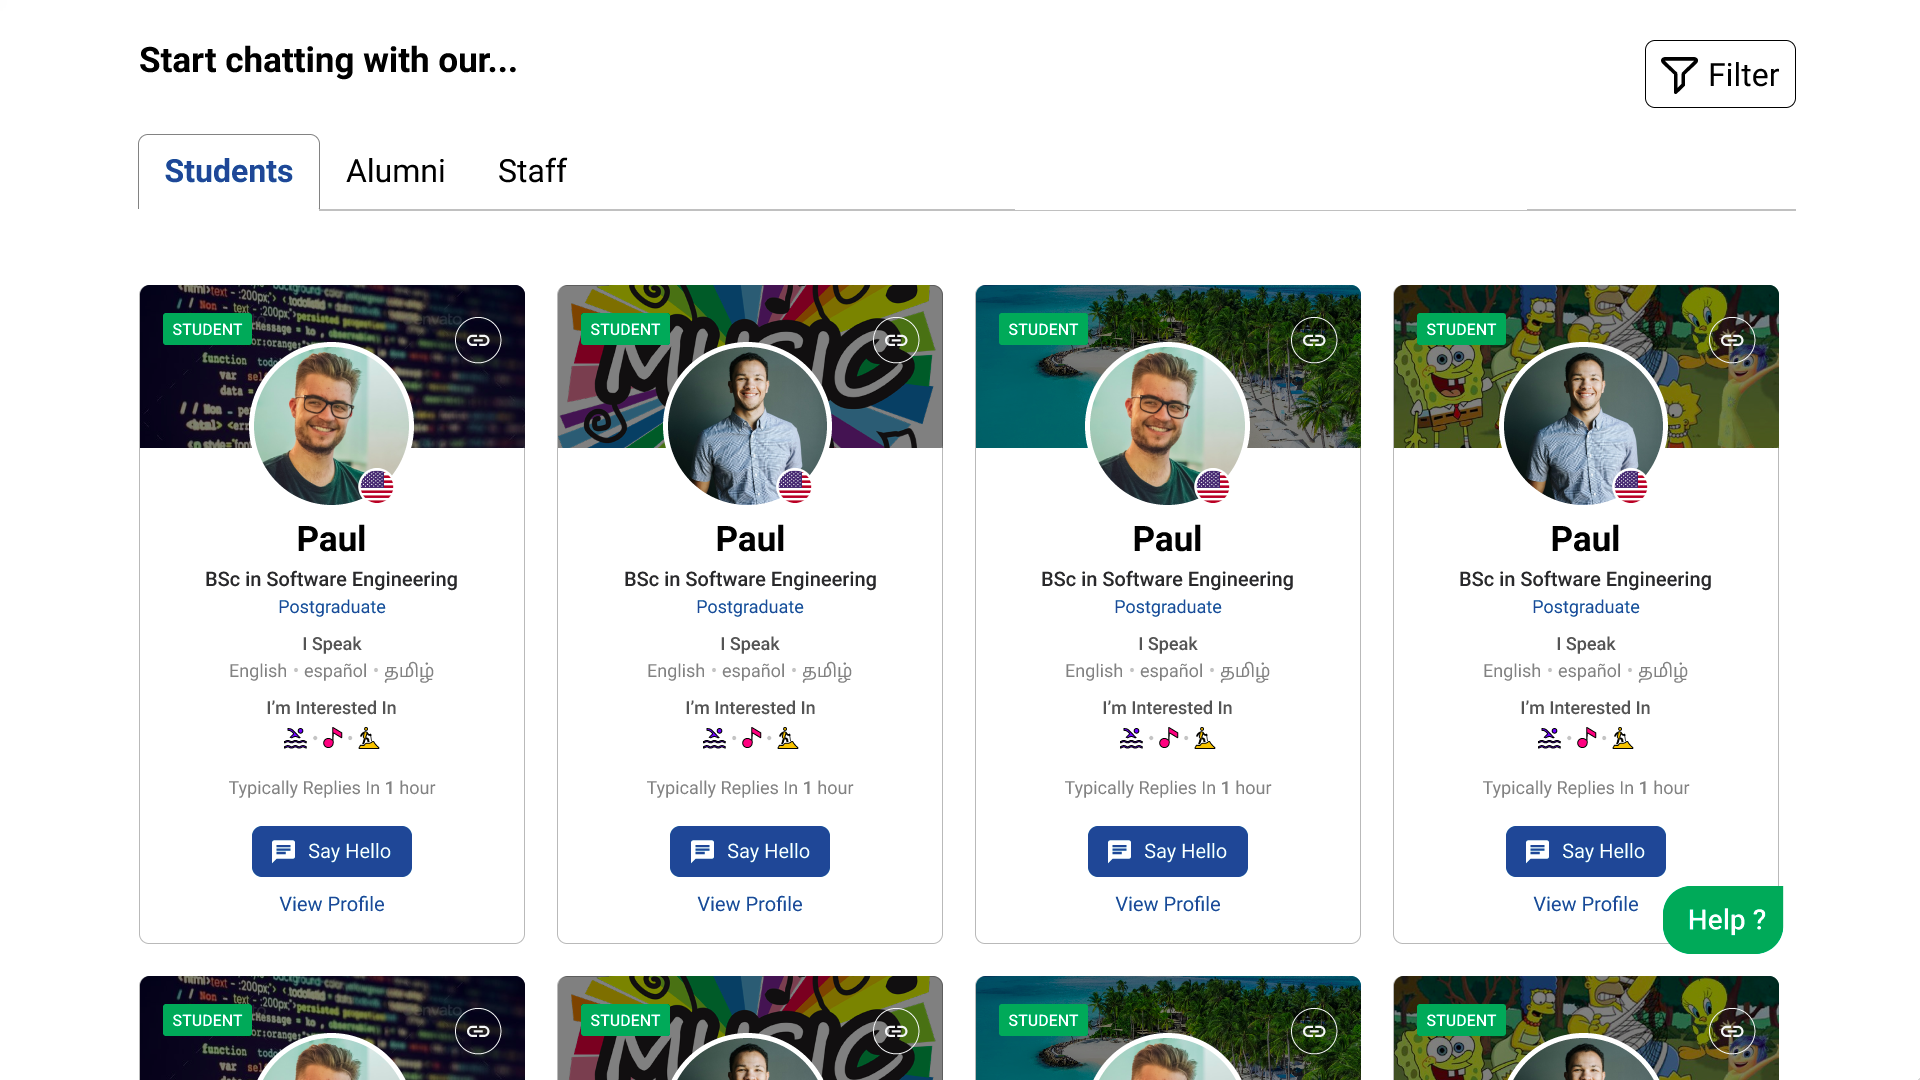 Start chatting with our...
Filter
Students
Alumni
Staff
STUDENT
STUDENT
MUSIC
STUDENT
STUDENT
Paul
Paul
Paul
Paul
BSc in Software Engineering
BSc in Software Engineering
BSc in Software Engineering
BSc in Software Engineering
Postgraduate
Postgraduate
Postgraduate
Postgraduate
I Speak
I Speak
I Speak
I Speak
English • español • தமிழ்
English • español • தமிழ்
English • español • தமிழ்
English • español • தமிழ்
I’m Interested In
I’m Interested In
I’m Interested In
I’m Interested In
Typically Replies In 1 hour
Typically Replies In 1 hour
Typically Replies In 1 hour
Typically Replies In 1 hour
Say Hello
Say Hello
Say Hello
Say Hello
View Profile
View Profile
View Profile
View Profile
Help ?
STUDENT
STUDENT
MUSIC
STUDENT
STUDENT